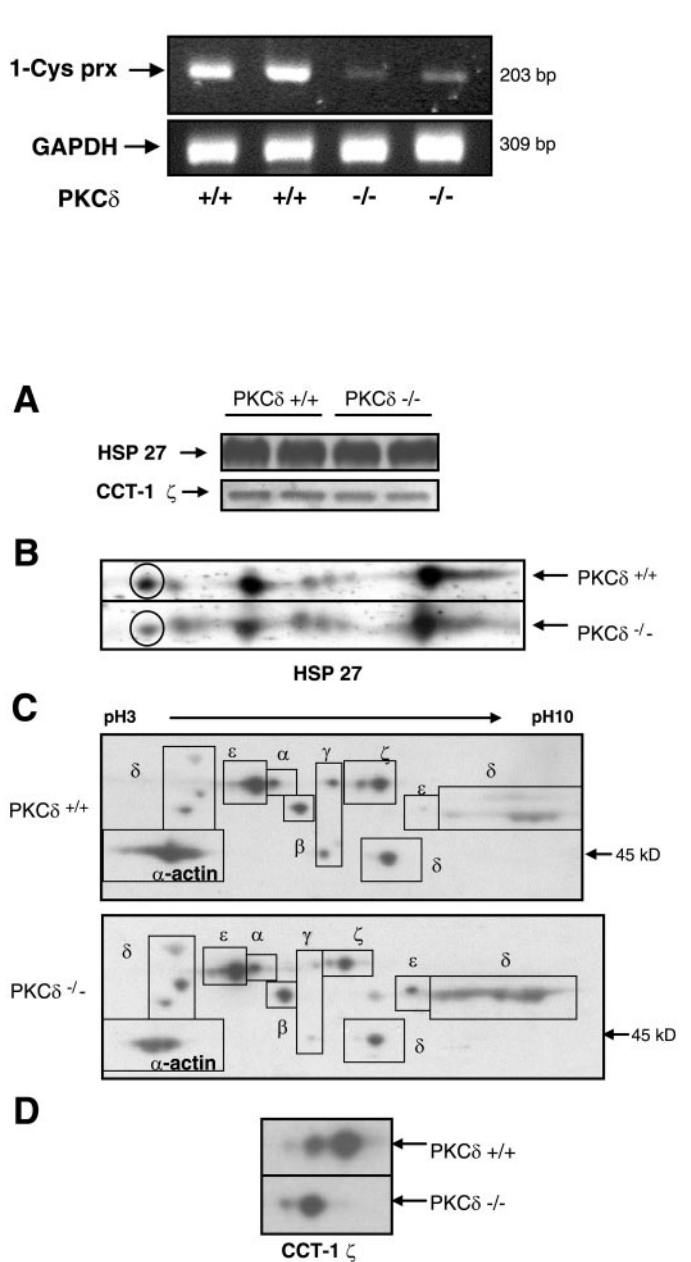 1-Cys prx
203 bp
GAPDH
309 bp
PKCδ +/+ +/+ -/- -/-
A
PKCδ +/+ PKCδ -/-
HSP 27
CCT-1 ζ
B
PKCδ +/+
PKCδ -/-
HSP 27
C
pH3 pH10
δ ε α γ ζ ε δ
PKCδ +/+
β δ
45 kD
α-actin
δ ε α γ ζ ε δ
PKCδ -/-
β δ
45 kD
α-actin
D
PKCδ +/+
PKCδ -/-
CCT-1 ζ